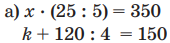 a) x · (25 : 5) = 350
k + 120 : 4 = 150